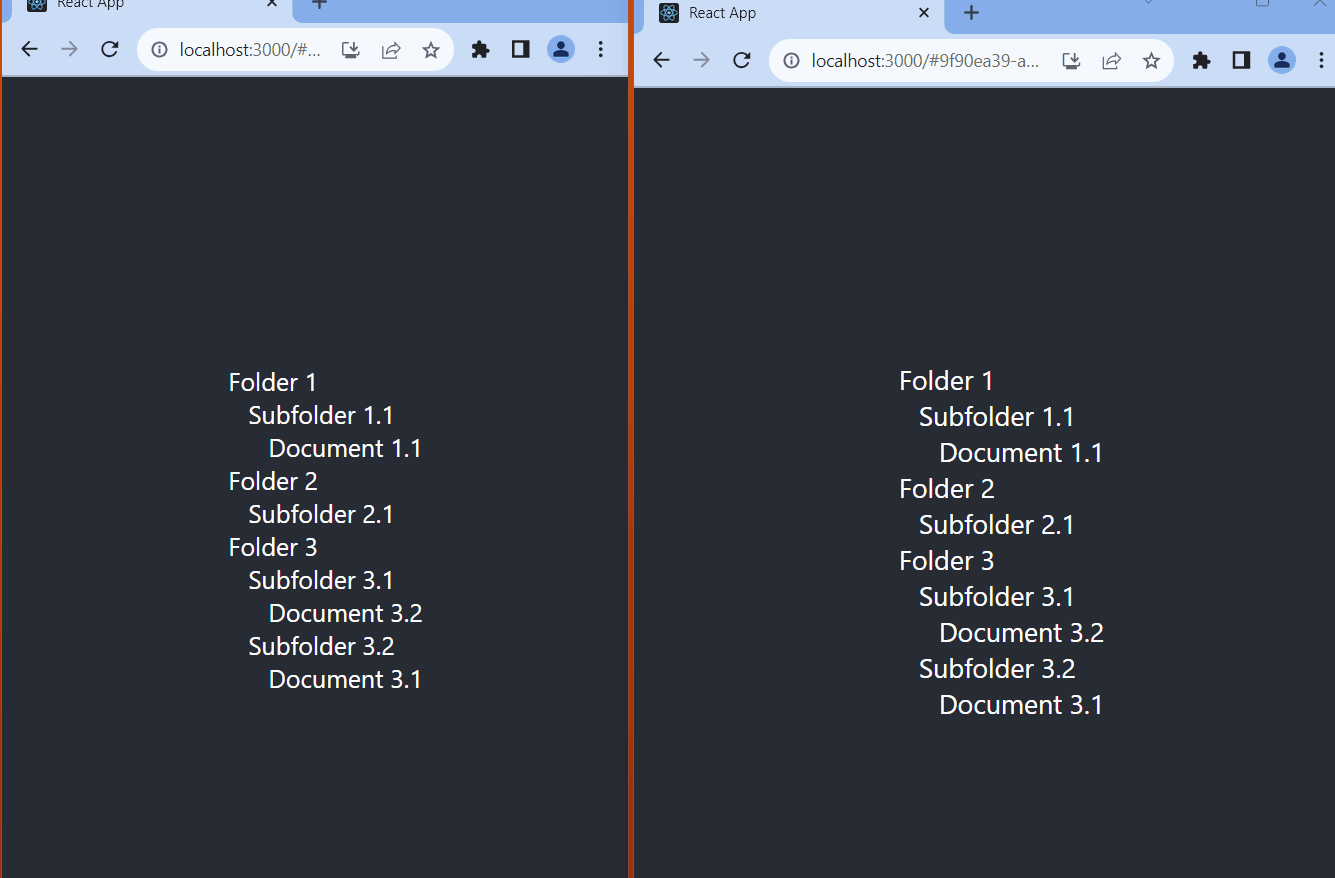 React App
localhost:3000/#...
Folder 1
Subfolder 1.1
Document 1.1
Folder 2
Subfolder 2.1
Folder 3
Subfolder 3.1
Document 3.2
Subfolder 3.2
Document 3.1
React App
localhost:3000/#9f90ea39-a...
Folder 1
Subfolder 1.1
Document 1.1
Folder 2
Subfolder 2.1
Folder 3
Subfolder 3.1
Document 3.2
Subfolder 3.2
Document 3.1